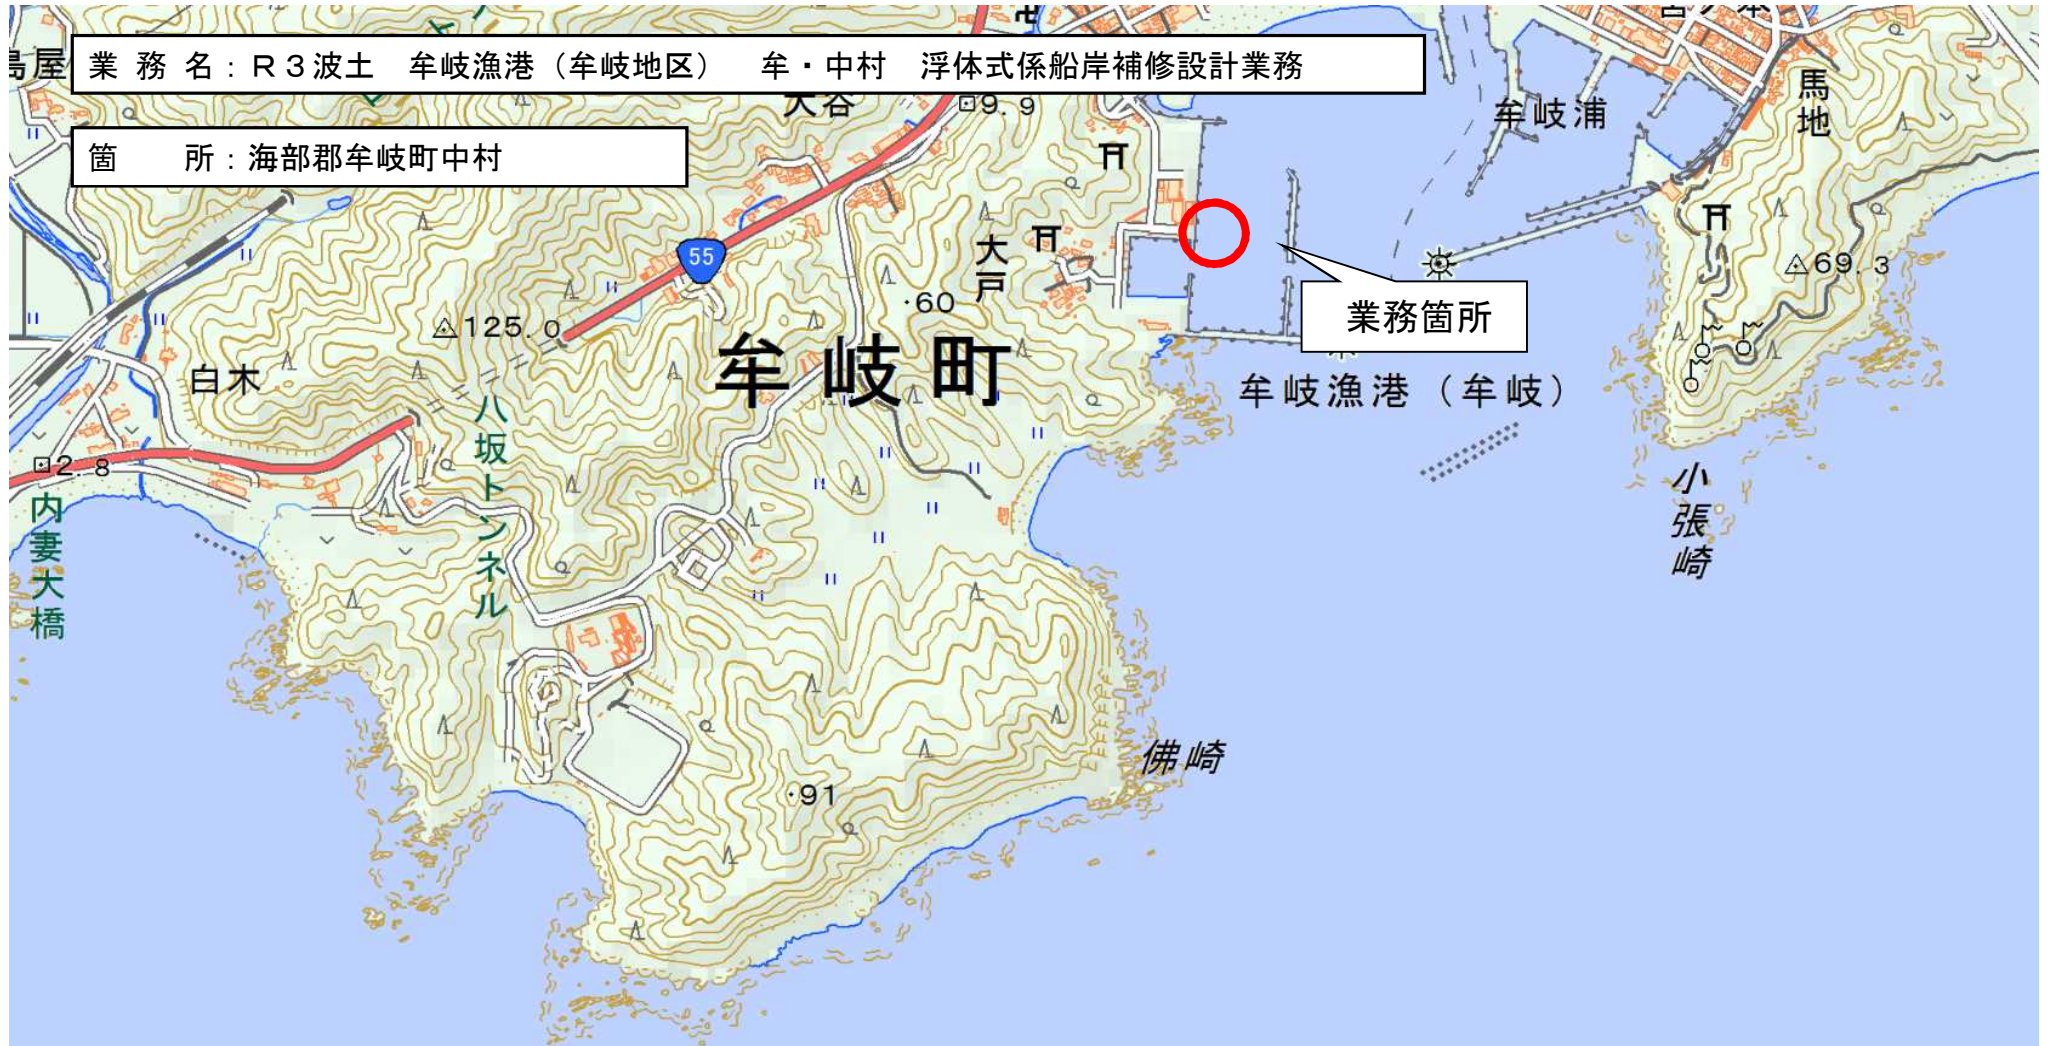 業 務 名：Ｒ３波土　牟岐漁港（牟岐地区）　牟・中村　浮体式係船岸補修設計業務
箇　　所：海部郡牟岐町中村
大谷
9.9
牟岐浦
馬地
大戸
55
・60
69.3
125.0
業務箇所
牟岐町
白木
牟岐漁港（牟岐）
八坂トンネル
2.8
内妻大橋
小張崎
佛崎
・91